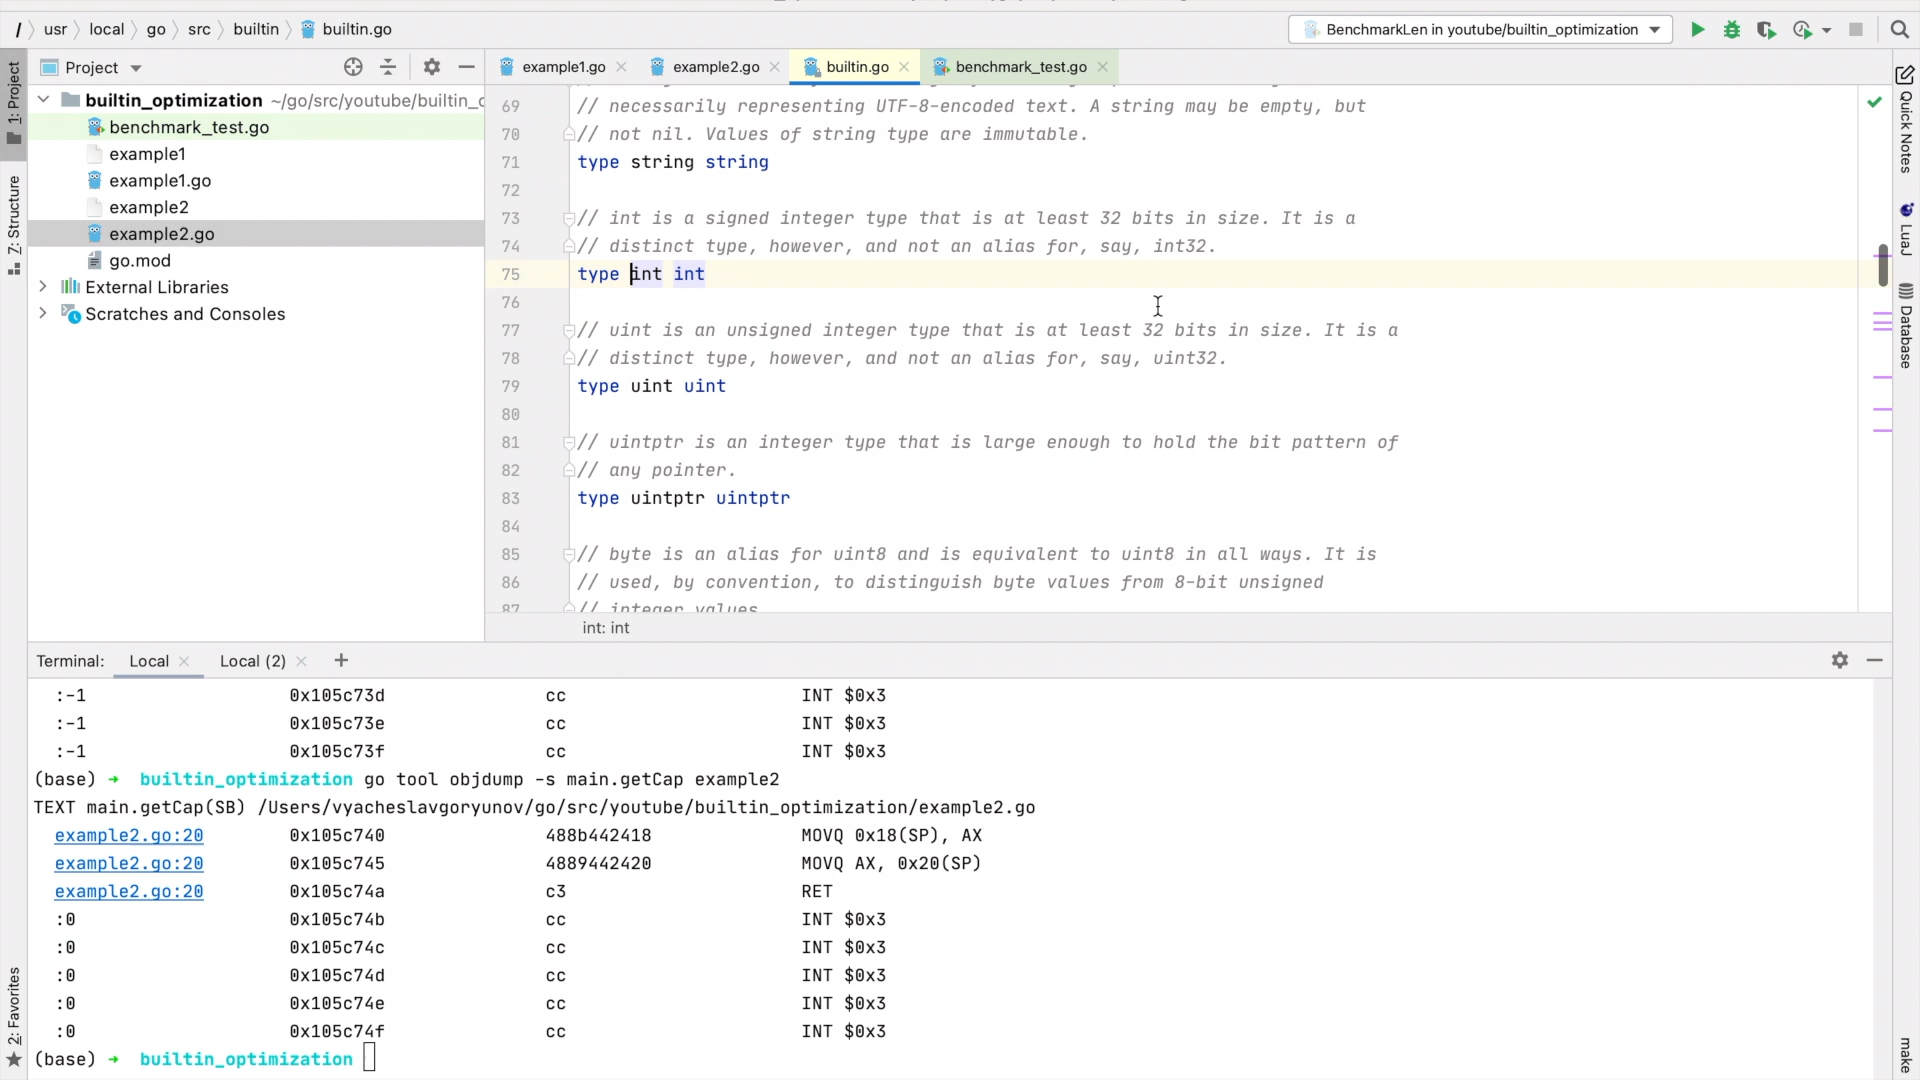 / usr local go src builtin builtin.go
BenchmarkLen in youtube/builtin_optimization
Project
example1.go
example2.go
builtin.go
benchmark_test.go
builtin_optimization ~/go/src/youtube/builtin_
benchmark_test.go
example1
example1.go
example2
example2.go
go.mod
External Libraries
Scratches and Consoles
1: Project
7: Structure
2: Favorites
69 // necessarily representing UTF-8-encoded text. A string may be empty, but
70 // not nil. Values of string type are immutable.
71 type string string
72
73 // int is a signed integer type that is at least 32 bits in size. It is a
74 // distinct type, however, and not an alias for, say, int32.
75 type int int
76
77 // uint is an unsigned integer type that is at least 32 bits in size. It is a
78 // distinct type, however, and not an alias for, say, uint32.
79 type uint uint
80
81 // uintptr is an integer type that is large enough to hold the bit pattern of
82 // any pointer.
83 type uintptr uintptr
84
85 // byte is an alias for uint8 and is equivalent to uint8 in all ways. It is
86 // used, by convention, to distinguish byte values from 8-bit unsigned
87 // integer values
int: int
Quick Notes
LuaJ
Database
make
Terminal: Local Local (2) +
:-1 0x105c73d cc INT $0x3
:-1 0x105c73e cc INT $0x3
:-1 0x105c73f cc INT $0x3
(base) → builtin_optimization go tool objdump -s main.getCap example2
TEXT main.getCap(SB) /Users/vyacheslavgoryunov/go/src/youtube/builtin_optimization/example2.go
example2.go:20 0x105c740 488b442418 MOVQ 0x18(SP), AX
example2.go:20 0x105c745 4889442420 MOVQ AX, 0x20(SP)
example2.go:20 0x105c74a c3 RET
:0 0x105c74b cc INT $0x3
:0 0x105c74c cc INT $0x3
:0 0x105c74d cc INT $0x3
:0 0x105c74e cc INT $0x3
:0 0x105c74f cc INT $0x3
(base) → builtin_optimization